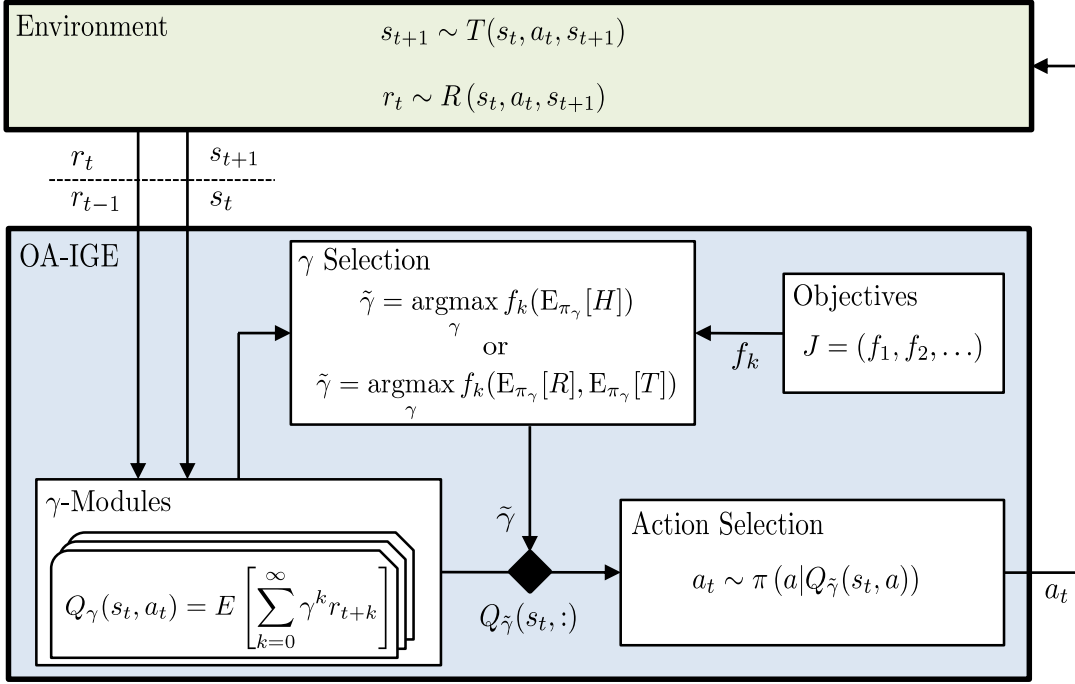 Environment
s_{t+1} ∼ T(s_t, a_t, s_{t+1})
r_t ∼ R(s_t, a_t, s_{t+1})
r_t
s_{t+1}
r_{t−1}
s_t
OA-IGE
γ Selection
γ̃ = argmax_γ f_k(E_{π_γ}[H])
or
γ̃ = argmax_γ f_k(E_{π_γ}[R], E_{π_γ}[T])
Objectives
J = (f_1, f_2, …)
f_k
γ-Modules
Q_γ(s_t, a_t) = E [∑_{k=0}^{∞} γ^k r_{t+k}]
γ̃
Q_{γ̃}(s_t, :)
Action Selection
a_t ∼ π (a|Q_{γ̃}(s_t, a))
a_t